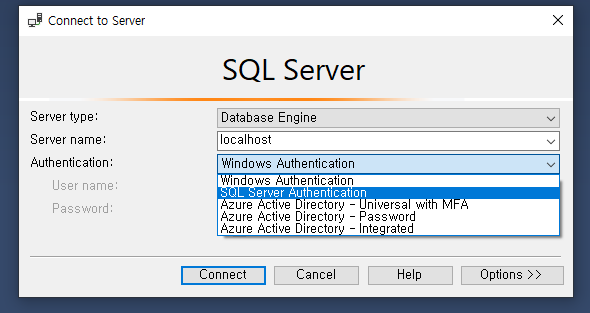 Connect to Server
SQL Server
Server type: Database Engine
Server name: localhost
Authentication: Windows Authentication
Windows Authentication
User name: SQL Server Authentication
Azure Active Directory - Universal with MFA
Password: Azure Active Directory - Password
Azure Active Directory - Integrated
Connect Cancel Help Options >>